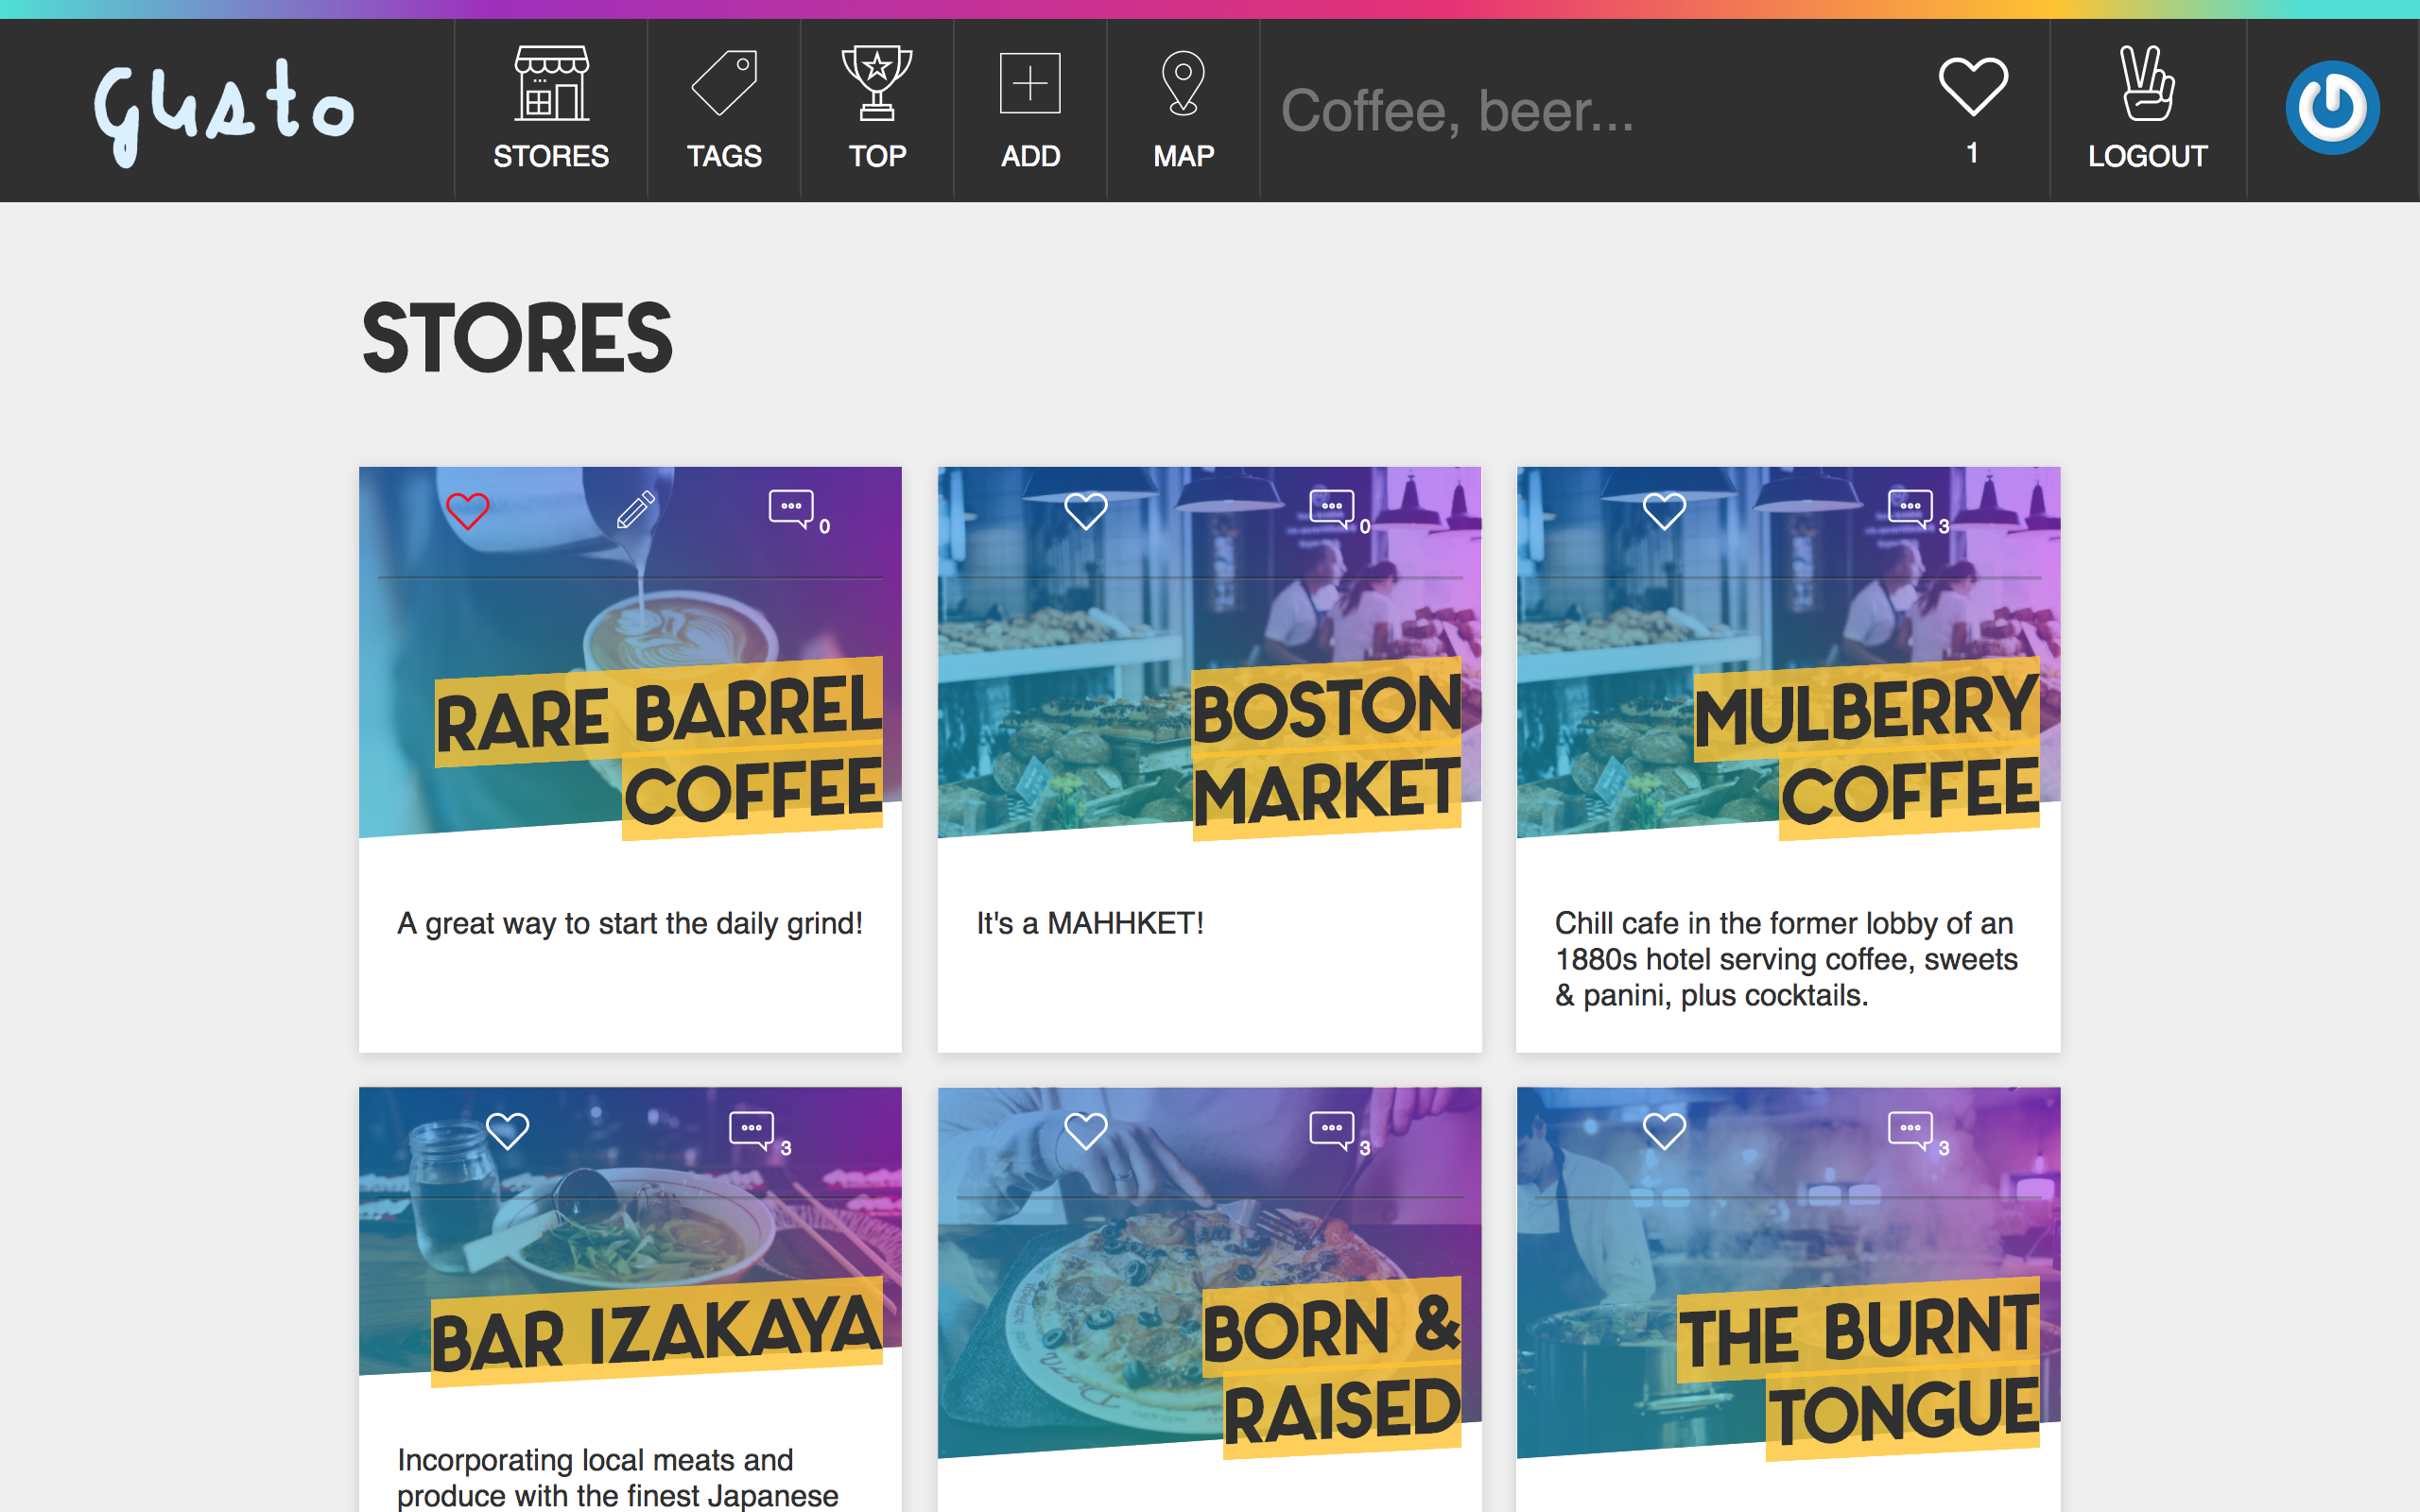 gusto
STORES
TAGS
TOP
ADD
MAP
Coffee, beer...
1
LOGOUT
STORES
0
RARE BARREL
COFFEE
A great way to start the daily grind!
0
BOSTON
MARKET
It's a MAHHKET!
3
MULBERRY
COFFEE
Chill cafe in the former lobby of an
1880s hotel serving coffee, sweets
& panini, plus cocktails.
3
BAR IZAKAYA
Incorporating local meats and
produce with the finest Japanese
3
BORN &
RAISED
3
THE BURNT
TONGUE